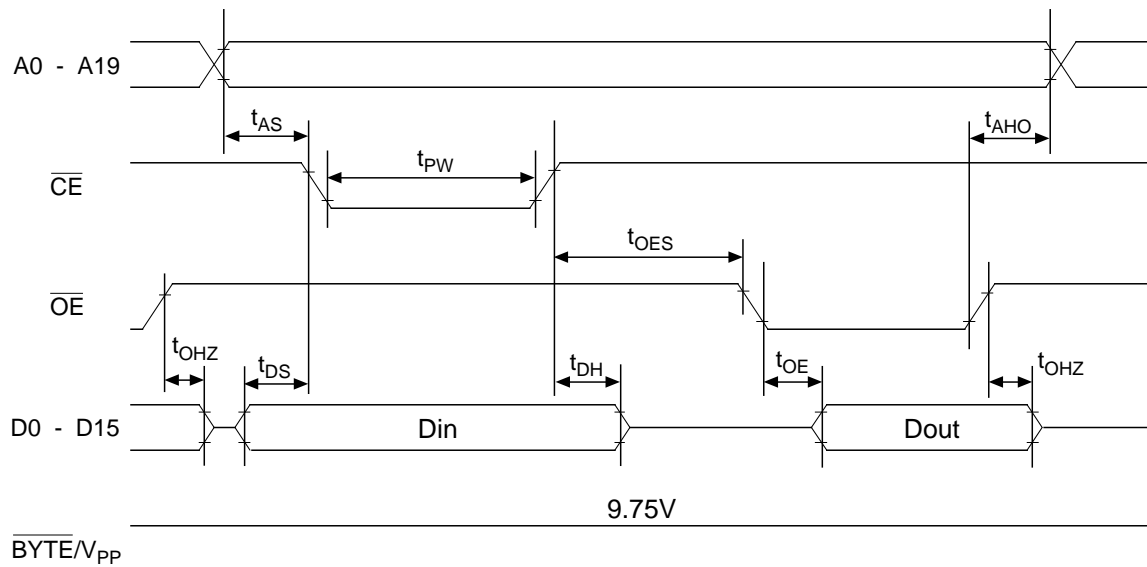 A0 - A19
tAS
tAHO
CE
tPW
tOES
OE
tOHZ
tDS
tDH
tOE
tOHZ
D0 - D15
Din
Dout
9.75V
BYTE/VPP